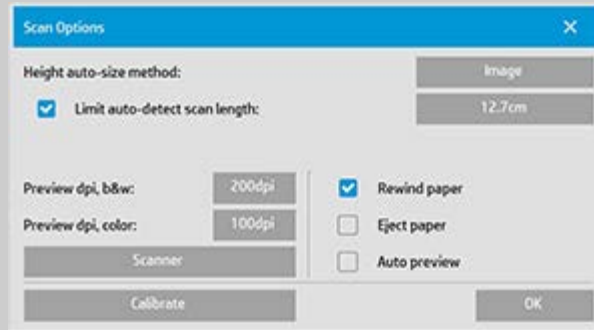 Scan Options
Height auto-size method: Image
Limit auto-detect scan length: 12.7cm
Preview dpi, b&w: 200dpi
Rewind paper
Preview dpi, color: 100dpi
Eject paper
Scanner
Auto preview
Calibrate
OK